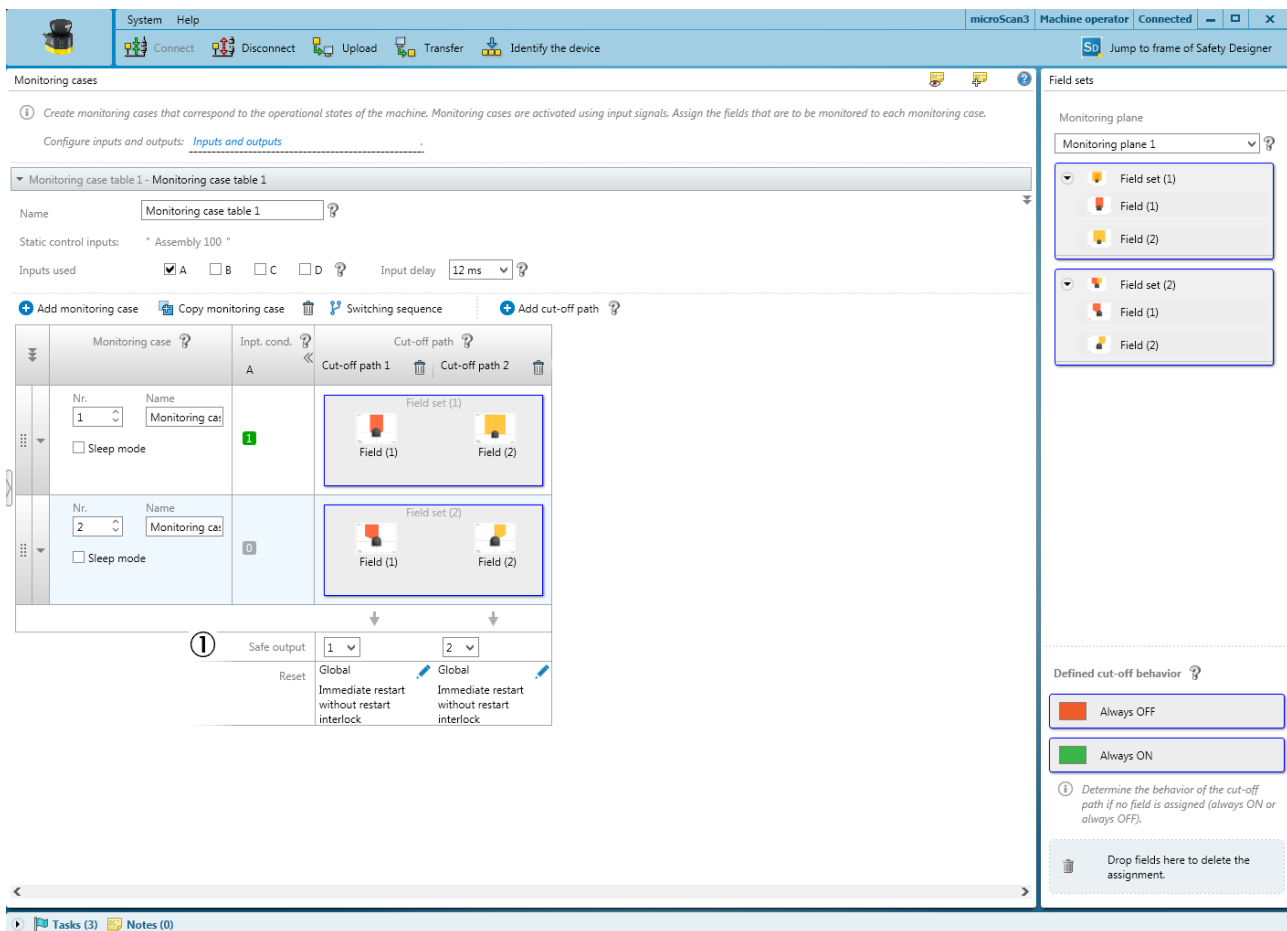 System Help
microScan3 Machine operator Connected
Connect Disconnect Upload Transfer Identify the device
SD Jump to frame of Safety Designer
Monitoring cases
Create monitoring cases that correspond to the operational states of the machine. Monitoring cases are activated using input signals. Assign the fields that are to be monitored to each monitoring case.
Configure inputs and outputs: Inputs and outputs .
Monitoring case table 1 - Monitoring case table 1
Name Monitoring case table 1
Static control inputs: " Assembly 100 "
Inputs used A B C D Input delay 12 ms
Add monitoring case Copy monitoring case Switching sequence Add cut-off path
Monitoring case Inpt. cond. Cut-off path
A Cut-off path 1 Cut-off path 2
Nr. Name Field set (1)
1 Monitoring cas
Sleep mode 1 Field (1) Field (2)
Nr. Name Field set (2)
2 Monitoring cas
Sleep mode 0 Field (1) Field (2)
① Safe output 1 2
Reset Global Global
Immediate restart Immediate restart
without restart without restart
interlock interlock
Field sets
Monitoring plane
Monitoring plane 1
Field set (1)
Field (1)
Field (2)
Field set (2)
Field (1)
Field (2)
Defined cut-off behavior
Always OFF
Always ON
Determine the behavior of the cut-off
path if no field is assigned (always ON or
always OFF).
Drop fields here to delete the
assignment.
Tasks (3) Notes (0)